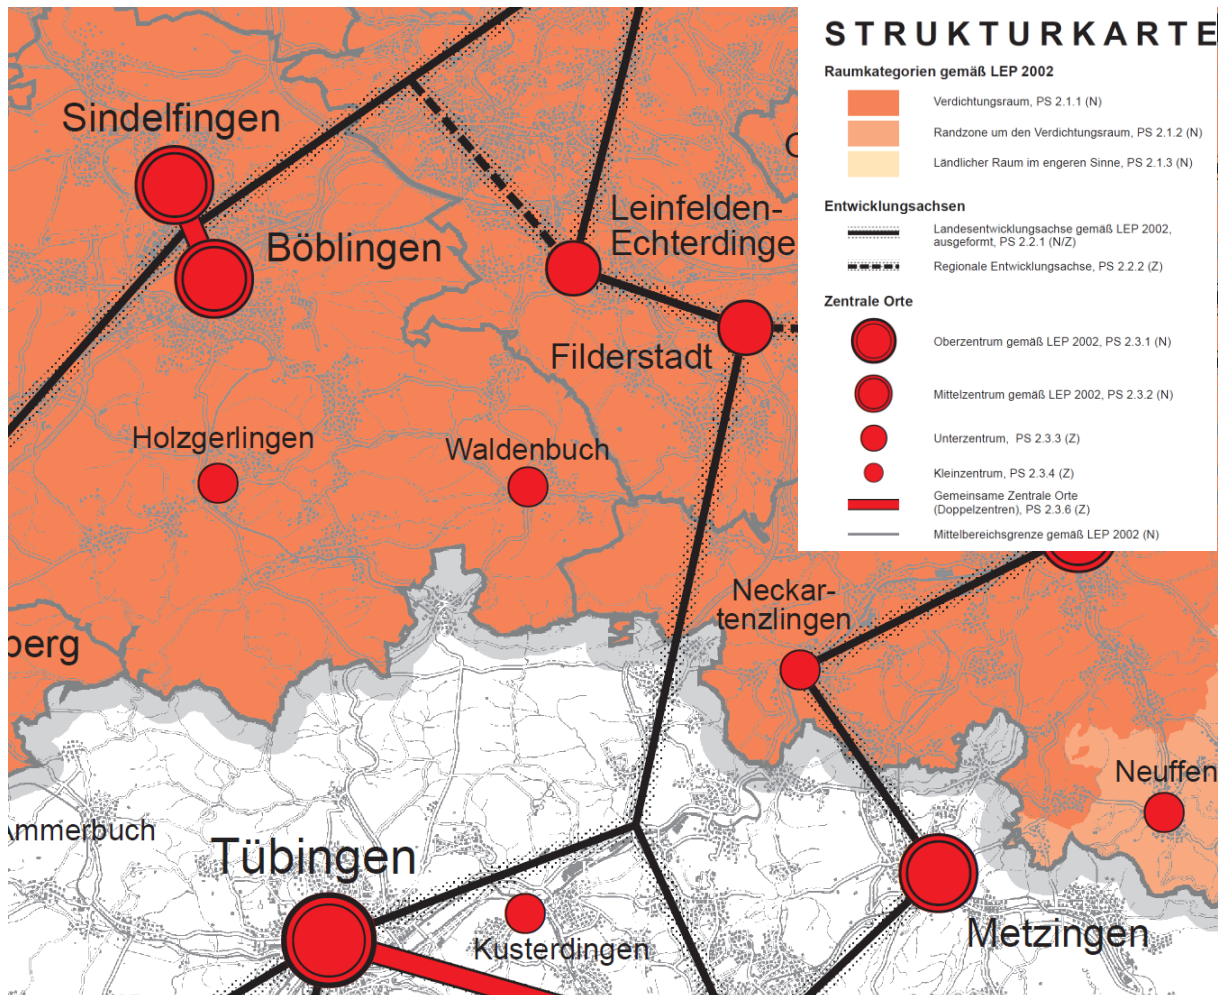 Sindelfingen
Böblingen
Leinfelden-
Echterdinge
Filderstadt
Holzgerlingen
Waldenbuch
Neckar-
tenzlingen
berg
Neuffen
Ammerbuch
Tübingen
Kusterdingen
Metzingen
STRUKTURKARTE
Raumkategorien gemäß LEP 2002
Verdichtungsraum, PS 2.1.1 (N)
Randzone um den Verdichtungsraum, PS 2.1.2 (N)
Ländlicher Raum im engeren Sinne, PS 2.1.3 (N)
Entwicklungsachsen
Landesentwicklungsachse gemäß LEP 2002,
ausgeformt, PS 2.2.1 (N/Z)
Regionale Entwicklungsachse, PS 2.2.2 (Z)
Zentrale Orte
Oberzentrum gemäß LEP 2002, PS 2.3.1 (N)
Mittelzentrum gemäß LEP 2002, PS 2.3.2 (N)
Unterzentrum, PS 2.3.3 (Z)
Kleinzentrum, PS 2.3.4 (Z)
Gemeinsame Zentrale Orte
(Doppelzentren), PS 2.3.6 (Z)
Mittelbereichsgrenze gemäß LEP 2002 (N)